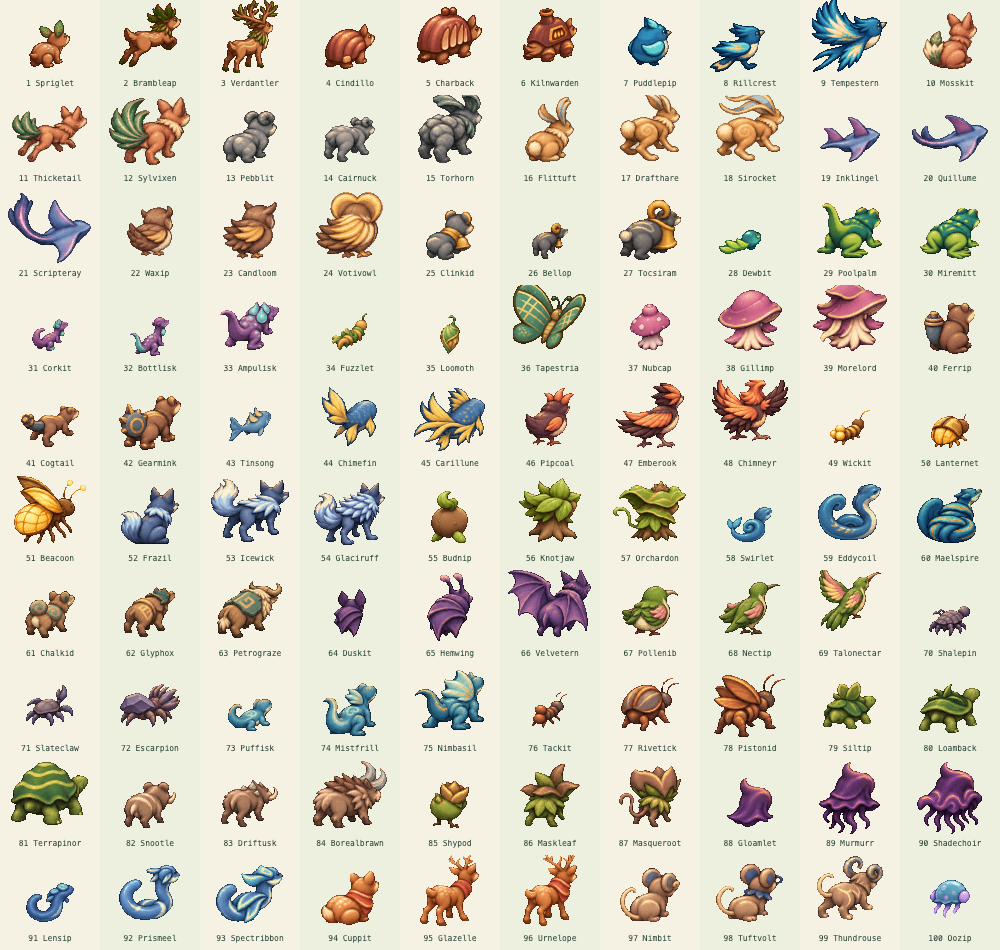 1 Spriglet 2 Brambleap 3 Verdantler 4 Cindillo 5 Charback 6 Kilnwarden 7 Puddlepip 8 Rillcrest 9 Tempestern 10 Mosskit
11 Thicketail 12 Sylvixen 13 Pebblit 14 Cairnuck 15 Torhorn 16 Flittuft 17 Drafthare 18 Sirocket 19 Inklingel 20 Quillume
21 Scripteray 22 Waxip 23 Candloom 24 Votivowl 25 Clinkid 26 Bellop 27 Tocsiram 28 Dewbit 29 Poolpalm 30 Miremitt
31 Corkit 32 Bottlisk 33 Ampulisk 34 Fuzzlet 35 Loomoth 36 Tapestria 37 Nubcap 38 Gillimp 39 Morelord 40 Ferrip
41 Cogtail 42 Gearmink 43 Tinsong 44 Chimefin 45 Carillune 46 Pipcoal 47 Emberook 48 Chimneyr 49 Wickit 50 Lanternet
51 Beacoon 52 Frazil 53 Icewick 54 Glaciruff 55 Budnip 56 Knotjaw 57 Orchardon 58 Swirlet 59 Eddycoil 60 Maelspire
61 Chalkid 62 Glyphox 63 Petrograze 64 Duskit 65 Hemwing 66 Velvetern 67 Pollenib 68 Nectip 69 Talonectar 70 Shalepin
71 Slateclaw 72 Escarpion 73 Puffisk 74 Mistfrill 75 Nimbasil 76 Tackit 77 Rivetick 78 Pistonid 79 Siltip 80 Loamback
81 Terrapinor 82 Snootle 83 Driftusk 84 Borealbrawn 85 Shypod 86 Maskleaf 87 Masqueroot 88 Gloamlet 89 Murmurr 90 Shadechoir
91 Lensip 92 Prismeel 93 Spectribbon 94 Cuppit 95 Glazelle 96 Urnelope 97 Nimbit 98 Tuftvolt 99 Thundrouse 100 Oozip